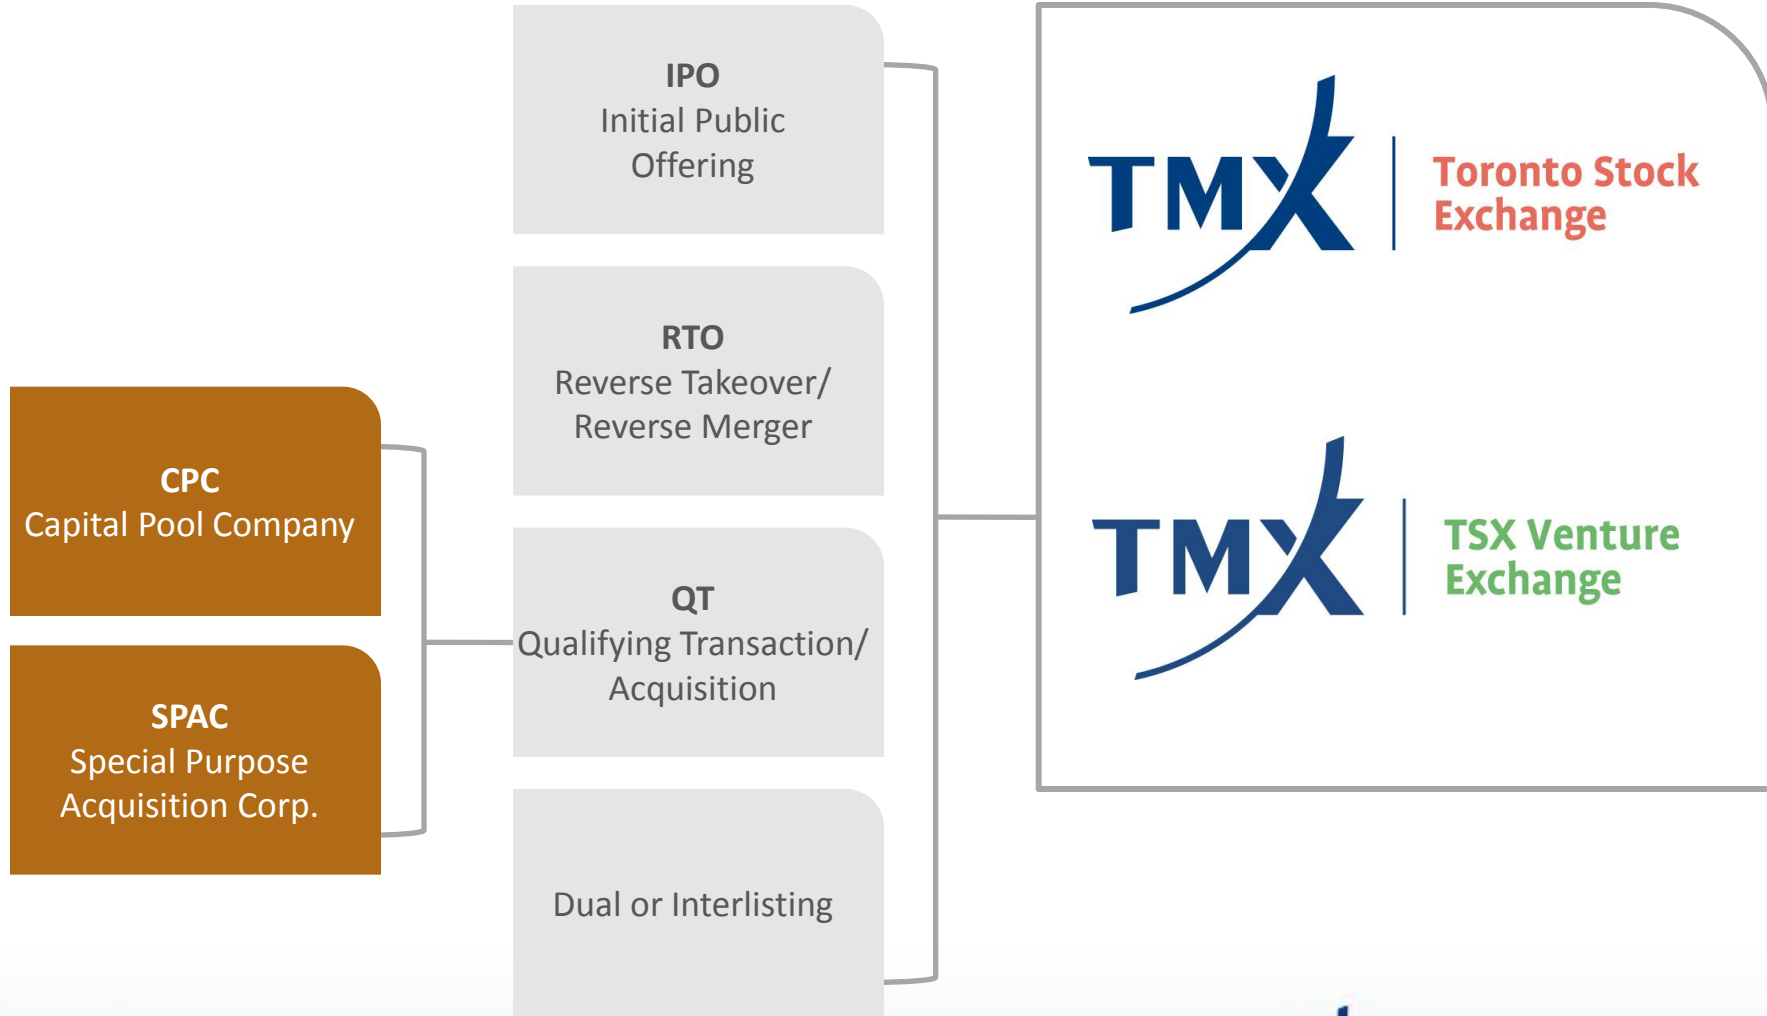 CPC
Capital Pool Company
SPAC
Special Purpose
Acquisition Corp.
IPO
Initial Public
Offering
RTO
Reverse Takeover/
Reverse Merger
QT
Qualifying Transaction/
Acquisition
Dual or Interlisting
TMX
Toronto Stock
Exchange
TMX
TSX Venture
Exchange